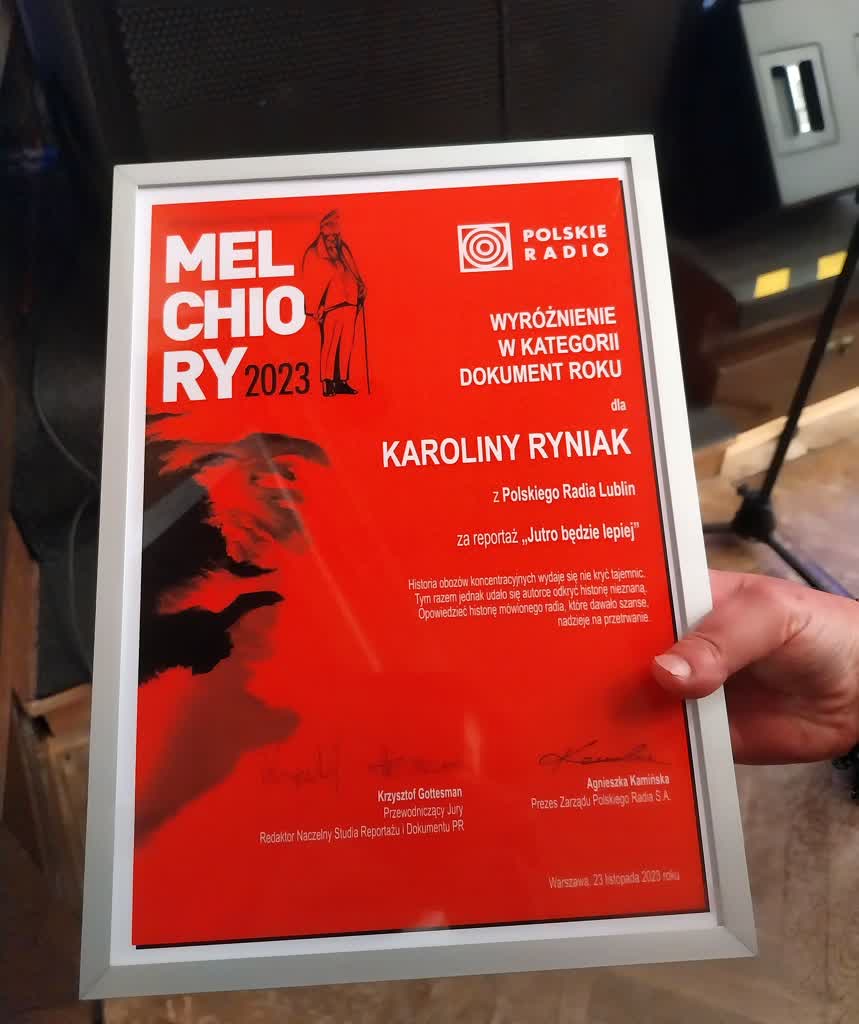 MEL
CHIO
RY 2023
POLSKIE
RADIO
WYRÓŻNIENIE
W KATEGORII
DOKUMENT ROKU
dla
KAROLINY RYNIAK
z Polskiego Radia Lublin
za reportaż „Jutro będzie lepiej”
Historia obozów koncentracyjnych wydaje się nie kryć tajemnic.
Tym razem jednak udało się autorce odkryć historię nieznaną.
Opowiedzieć historię mówionego radia, które dawało szanse,
nadzieje na przetrwanie.
Krzysztof Gottesman
Przewodniczący Jury
Redaktor Naczelny Studia Reportażu i Dokumentu PR
Agnieszka Kamińska
Prezes Zarządu Polskiego Radia S.A.
Warszawa, 23 listopada 2023 roku